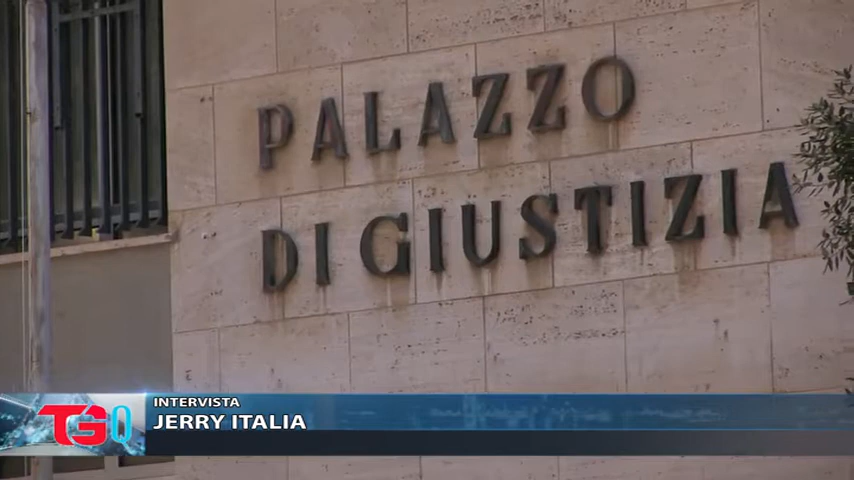 PALAZZO
DI GIUSTIZIA
INTERVISTA
JERRY ITALIA
TGQ